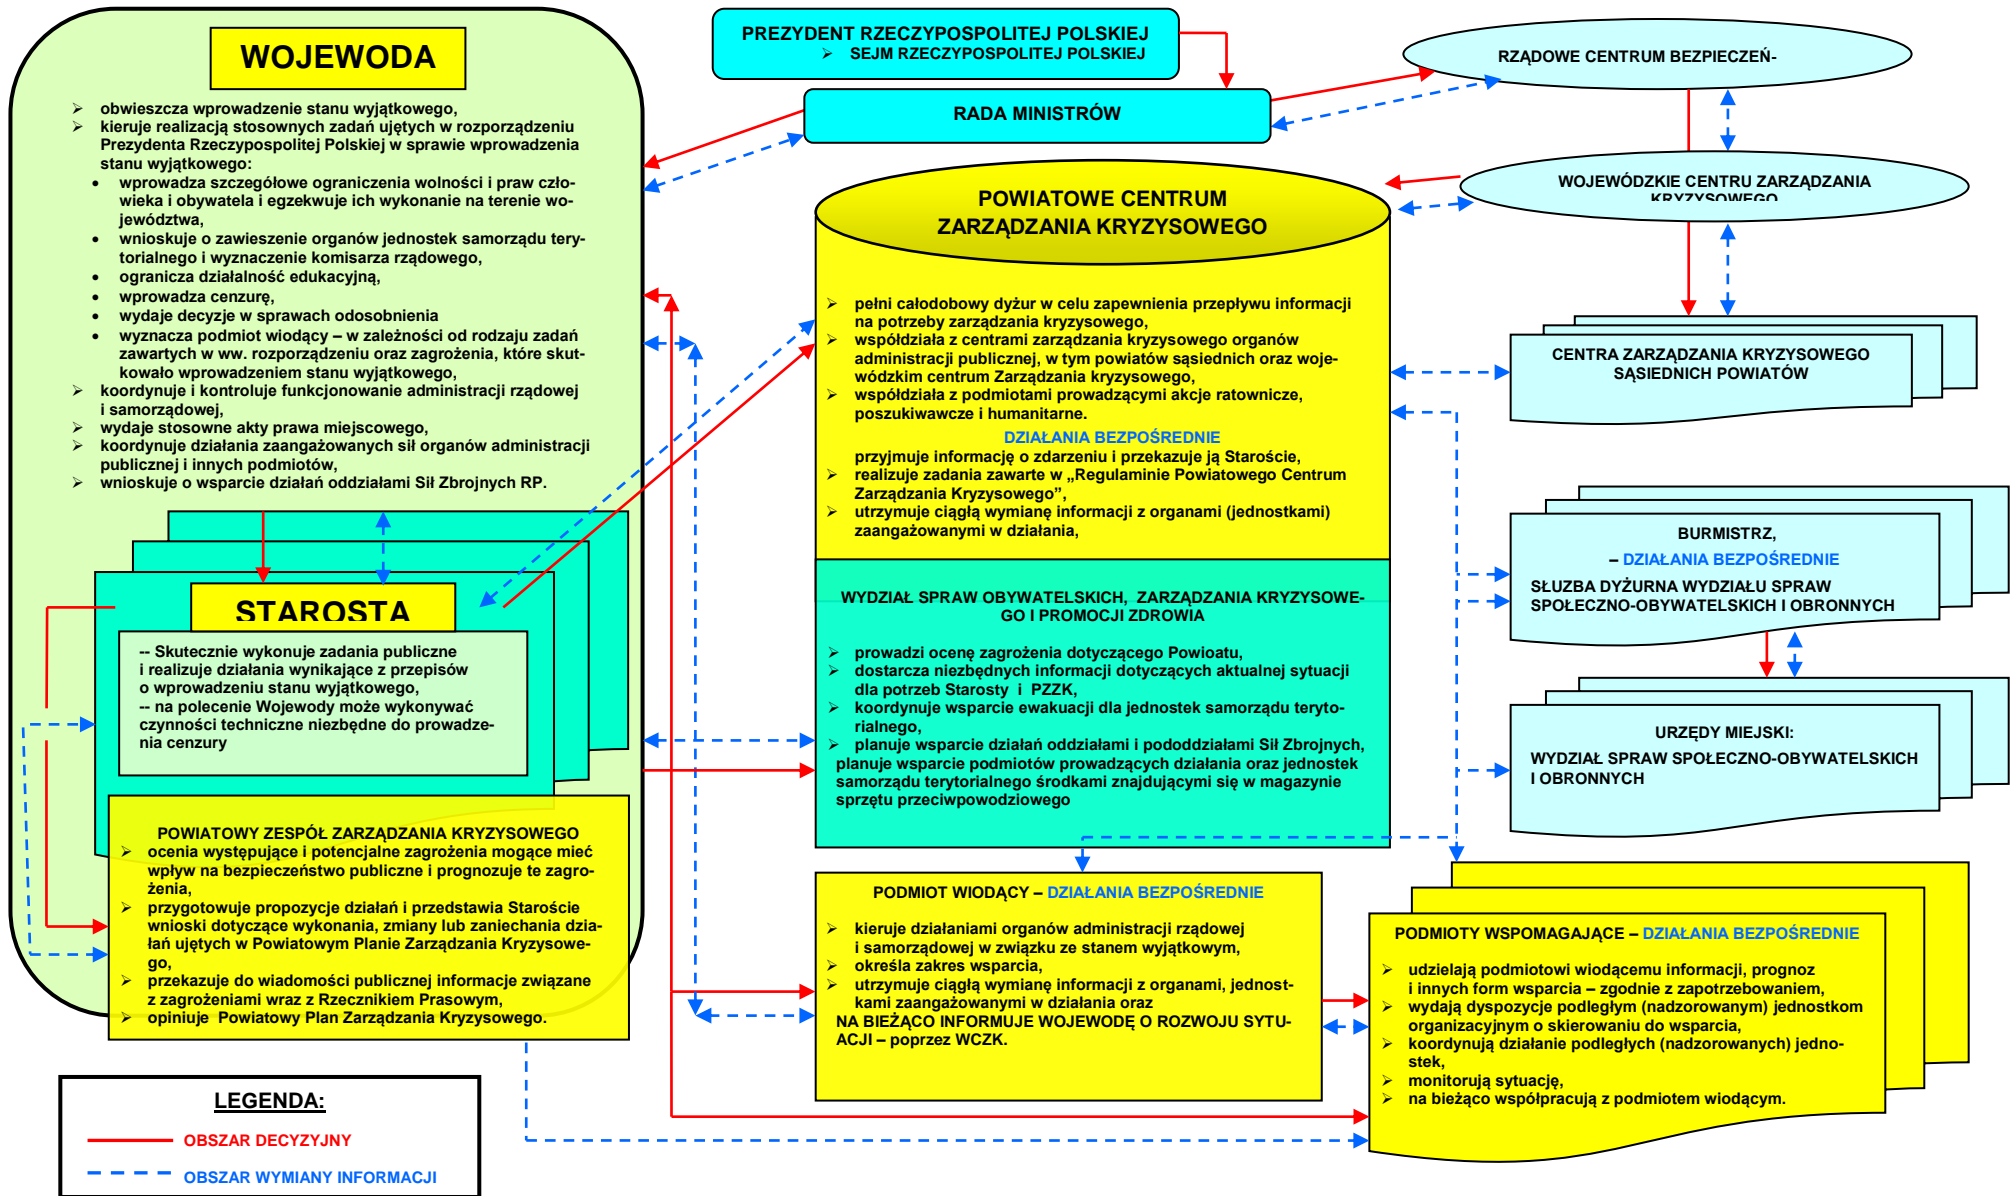 WOJEWODA
➢ obwieszcza wprowadzenie stanu wyjątkowego,
➢ kieruje realizacją stosownych zadań ujętych w rozporządzeniu
Prezydenta Rzeczypospolitej Polskiej w sprawie wprowadzenia
stanu wyjątkowego:
• wprowadza szczegółowe ograniczenia wolności i praw czło-
wieka i obywatela i egzekwuje ich wykonanie na terenie wo-
jewództwa,
• wnioskuje o zawieszenie organów jednostek samorządu tery-
torialnego i wyznaczenie komisarza rządowego,
• ogranicza działalność edukacyjną,
• wprowadza cenzurę,
• wydaje decyzje w sprawach odosobnienia
• wyznacza podmiot wiodący – w zależności od rodzaju zadań
zawartych w ww. rozporządzeniu oraz zagrożenia, które skut-
kowało wprowadzeniem stanu wyjątkowego,
➢ koordynuje i kontroluje funkcjonowanie administracji rządowej
i samorządowej,
➢ wydaje stosowne akty prawa miejscowego,
➢ koordynuje działania zaangażowanych sił organów administracji
publicznej i innych podmiotów,
➢ wnioskuje o wsparcie działań oddziałami Sił Zbrojnych RP.
STAROSTA
-- Skutecznie wykonuje zadania publiczne
i realizuje działania wynikające z przepisów
o wprowadzeniu stanu wyjątkowego,
-- na polecenie Wojewody może wykonywać
czynności techniczne niezbędne do prowadze-
nia cenzury
POWIATOWY ZESPÓŁ ZARZĄDZANIA KRYZYSOWEGO
➢ ocenia występujące i potencjalne zagrożenia mogące mieć
wpływ na bezpieczeństwo publiczne i prognozuje te zagro-
żenia,
➢ przygotowuje propozycje działań i przedstawia Staroście
wnioski dotyczące wykonania, zmiany lub zaniechania dzia-
łań ujętych w Powiatowym Planie Zarządzania Kryzysowe-
go,
➢ przekazuje do wiadomości publicznej informacje związane
z zagrożeniami wraz z Rzecznikiem Prasowym,
➢ opiniuje Powiatowy Plan Zarządzania Kryzysowego.
LEGENDA:
OBSZAR DECYZYJNY
OBSZAR WYMIANY INFORMACJI
PREZYDENT RZECZYPOSPOLITEJ POLSKIEJ
➢ SEJM RZECZYPOSPOLITEJ POLSKIEJ
RADA MINISTRÓW
POWIATOWE CENTRUM
ZARZĄDZANIA KRYZYSOWEGO
➢ pełni całodobowy dyżur w celu zapewnienia przepływu informacji
na potrzeby zarządzania kryzysowego,
➢ współdziała z centrami zarządzania kryzysowego organów
administracji publicznej, w tym powiatów sąsiednich oraz woje-
wódzkim centrum Zarządzania kryzysowego,
➢ współdziała z podmiotami prowadzącymi akcje ratownicze,
poszukiwawcze i humanitarne.
DZIAŁANIA BEZPOŚREDNIE
przyjmuje informację o zdarzeniu i przekazuje ją Staroście,
➢ realizuje zadania zawarte w „Regulaminie Powiatowego Centrum
Zarządzania Kryzysowego”,
➢ utrzymuje ciągłą wymianę informacji z organami (jednostkami)
zaangażowanymi w działania,
WYDZIAŁ SPRAW OBYWATELSKICH, ZARZĄDZANIA KRYZYSOWE-
GO I PROMOCJI ZDROWIA
➢ prowadzi ocenę zagrożenia dotyczącego Powioatu,
➢ dostarcza niezbędnych informacji dotyczących aktualnej sytuacji
dla potrzeb Starosty i PZZK,
➢ koordynuje wsparcie ewakuacji dla jednostek samorządu teryto-
rialnego,
➢ planuje wsparcie działań oddziałami i pododdziałami Sił Zbrojnych,
planuje wsparcie podmiotów prowadzących działania oraz jednostek
samorządu terytorialnego środkami znajdującymi się w magazynie
sprzętu przeciwpowodziowego
PODMIOT WIODĄCY – DZIAŁANIA BEZPOŚREDNIE
➢ kieruje działaniami organów administracji rządowej
i samorządowej w związku ze stanem wyjątkowym,
➢ określa zakres wsparcia,
➢ utrzymuje ciągłą wymianę informacji z organami, jednost-
kami zaangażowanymi w działania oraz
NA BIEŻĄCO INFORMUJE WOJEWODĘ O ROZWOJU SYTU-
ACJI – poprzez WCZK.
RZĄDOWE CENTRUM BEZPIECZEŃ-
WOJEWÓDZKIE CENTRU ZARZĄDZANIA
KRYZYSOWEGO
CENTRA ZARZĄDZANIA KRYZYSOWEGO
SĄSIEDNICH POWIATÓW
BURMISTRZ,
– DZIAŁANIA BEZPOŚREDNIE
SŁUZBA DYŻURNA WYDZIAŁU SPRAW
SPOŁECZNO-OBYWATELSKICH I OBRONNYCH
URZĘDY MIEJSKI:
WYDZIAŁ SPRAW SPOŁECZNO-OBYWATELSKICH
I OBRONNYCH
PODMIOTY WSPOMAGAJĄCE – DZIAŁANIA BEZPOŚREDNIE
➢ udzielają podmiotowi wiodącemu informacji, prognoz
i innych form wsparcia – zgodnie z zapotrzebowaniem,
➢ wydają dyspozycje podległym (nadzorowanym) jednostkom
organizacyjnym o skierowaniu do wsparcia,
➢ koordynują działanie podległych (nadzorowanych) jedno-
stek,
➢ monitorują sytuację,
➢ na bieżąco współpracują z podmiotem wiodącym.